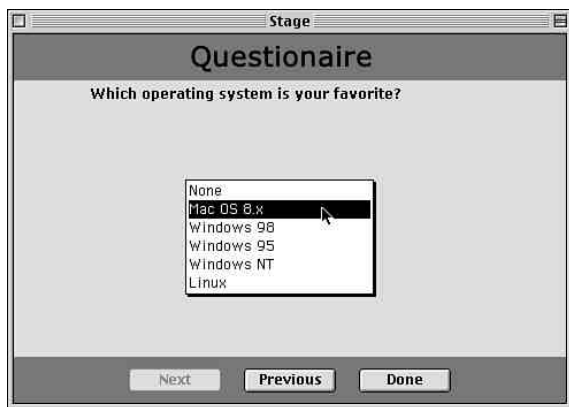 Stage
Questionaire
Which operating system is your favorite?
None
Mac OS 8.x
Windows 98
Windows 95
Windows NT
Linux
Next Previous Done